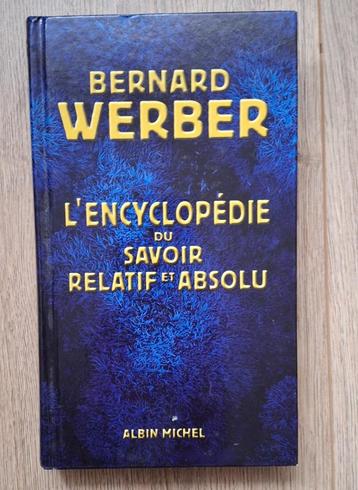 BERNARD
WERBER
L'ENCYCLOPÉDIE
DU
SAVOIR
RELATIF ET ABSOLU
ALBIN MICHEL